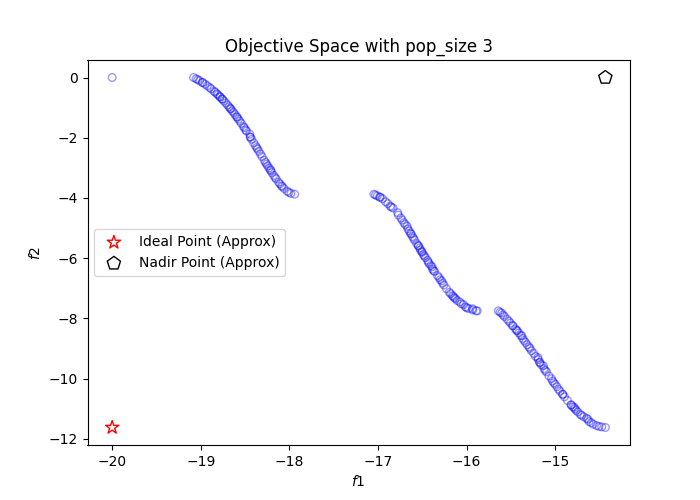 Objective Space with pop_size 3
0
−2
−4
−6
−8
−10
−12
f2
Ideal Point (Approx)
Nadir Point (Approx)
−20
−19
−18
−17
−16
−15
f1